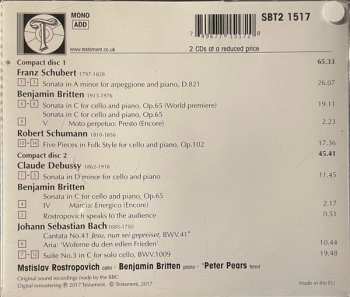 MONO
ADD
SBT2 1517
www.testament.co.uk
2 CDs at a reduced price
Compact disc 1 65.33
Franz Schubert 1797-1828
1 - 3 Sonata in A minor for arpeggione and piano, D.821 26.07
Benjamin Britten 1913-1976
4 - 8 Sonata in C for cello and piano, Op.65 (World premiere) 19.11
Sonata in C for cello and piano, Op.65
9 V / Moto perpetuo: Presto (Encore) 2.23
Robert Schumann 1810-1856
10 - 14 Five Pieces in Folk Style for cello and piano, Op.102 17.36
Compact disc 2 45.41
Claude Debussy 1862-1918
1 - 3 Sonata in D minor for cello and piano 11.45
Benjamin Britten
Sonata in C for cello and piano, Op.65
4 IV Marcia: Energico (Encore) 2.17
5 Rostropovich speaks to the audience 0.51
Johann Sebastian Bach 1685-1750
Cantata No.41 Jesu, nun sei gepreiset, BWV.41*
6 Aria: 'Woferne du den edlen Frieden' 10.44
7 - 12 Suite No.3 in C for solo cello, BWV.1009 19.48
Mstislav Rostropovich cello · Benjamin Britten piano · *Peter Pears tenor
Original sound recordings made by the BBC
Digital remastering ℗ 2017 Testament. © Testament, 2017
Made in the EU